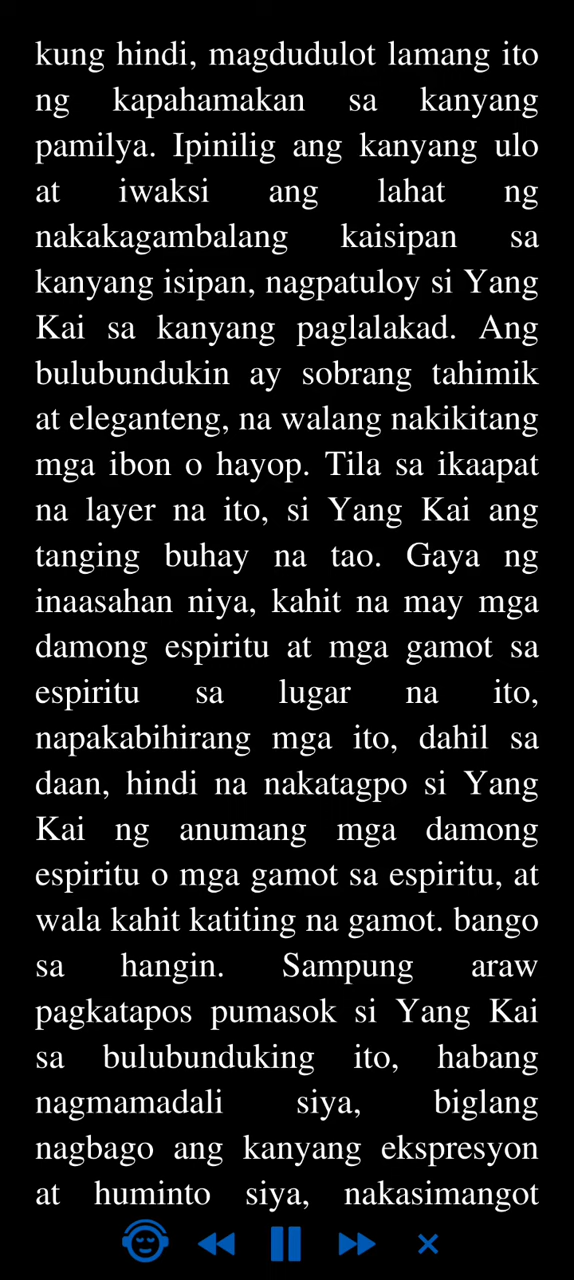 kung hindi, magdudulot lamang ito
ng kapahamakan sa kanyang
pamilya. Ipinilig ang kanyang ulo
at iwaksi ang lahat ng
nakakagambalang kaisipan sa
kanyang isipan, nagpatuloy si Yang
Kai sa kanyang paglalakad. Ang
bulubundukin ay sobrang tahimik
at eleganteng, na walang nakikitang
mga ibon o hayop. Tila sa ikaapat
na layer na ito, si Yang Kai ang
tanging buhay na tao. Gaya ng
inaasahan niya, kahit na may mga
damong espiritu at mga gamot sa
espiritu sa lugar na ito,
napakabihirang mga ito, dahil sa
daan, hindi na nakatagpo si Yang
Kai ng anumang mga damong
espiritu o mga gamot sa espiritu, at
wala kahit katiting na gamot. bango
sa hangin. Sampung araw
pagkatapos pumasok si Yang Kai
sa bulubunduking ito, habang
nagmamadali siya, biglang
nagbago ang kanyang ekspresyon
at huminto siya, nakasimangot